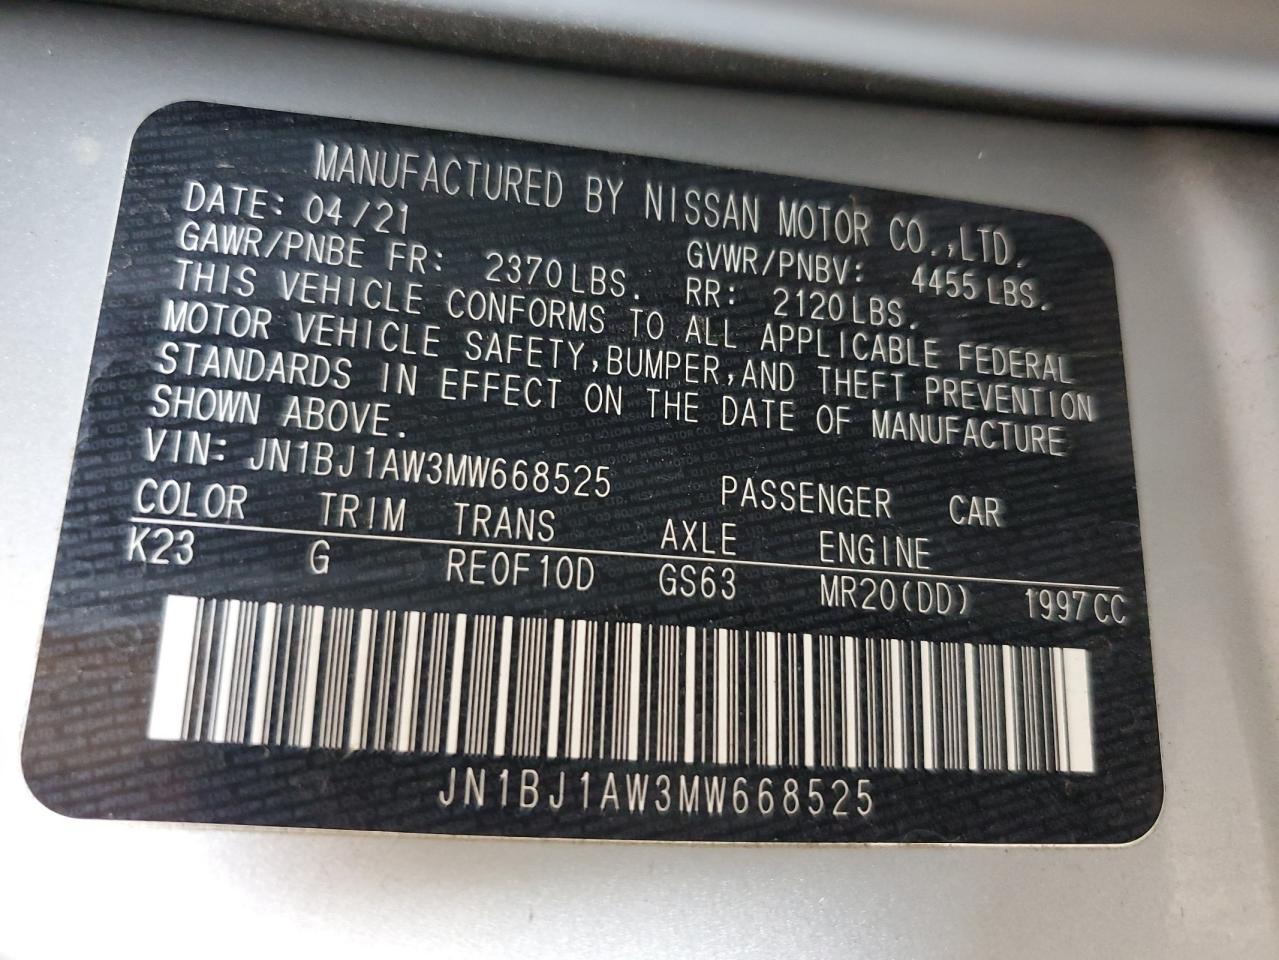 MANUFACTURED BY NISSAN MOTOR CO.,LTD.
DATE: 04/21
GAWR/PNBE FR: 2370LBS. GVWR/PNBV: 4455 LBS.
RR: 2120LBS.
THIS VEHICLE CONFORMS TO ALL APPLICABLE FEDERAL
MOTOR VEHICLE SAFETY,BUMPER,AND THEFT PREVENTION
STANDARDS IN EFFECT ON THE DATE OF MANUFACTURE
SHOWN ABOVE.
VIN: JN1BJ1AW3MW668525 PASSENGER CAR
COLOR TRIM TRANS AXLE ENGINE
K23 G RE0F10D GS63 MR20(DD) 1997CC
JN1BJ1AW3MW668525